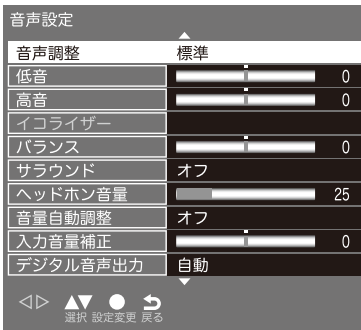 音声設定
音声調整 標準
低音 0
高音 0
イコライザー
バランス 0
サラウンド オフ
ヘッドホン音量 25
音量自動調整 オフ
入力音量補正 0
デジタル音声出力 自動
選択 設定変更 戻る